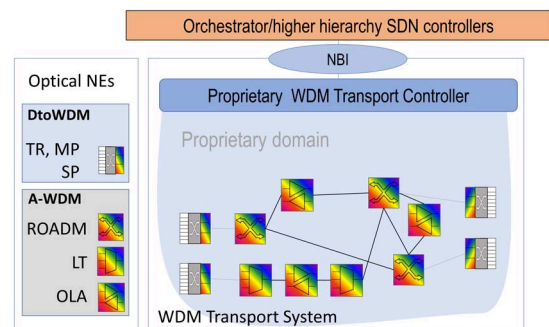 Orchestrator/higher hierarchy SDN controllers
NBI
Optical NEs
DtoWDM
TR, MP
SP
A-WDM
ROADM
LT
OLA
Proprietary WDM Transport Controller
Proprietary domain
WDM Transport System